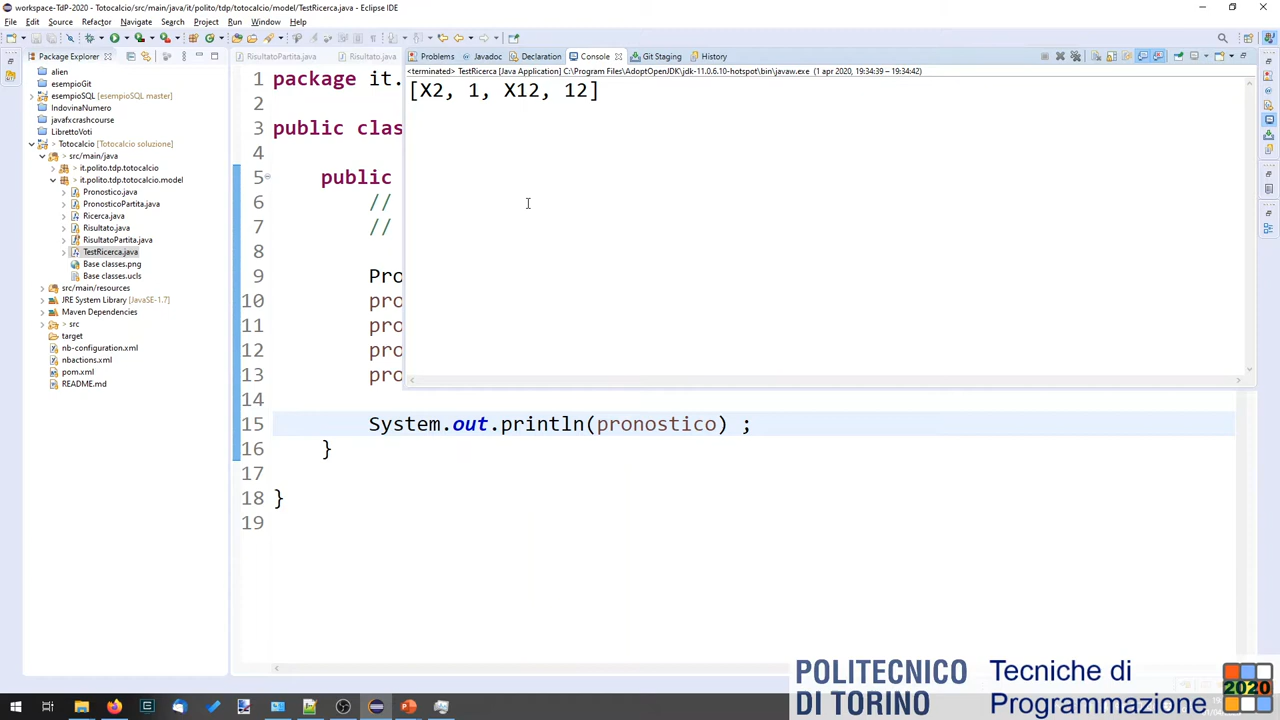 workspace-TdP-2020 - Totocalcio/src/main/java/it/polito/tdp/totocalcio/model/TestRicerca.java - Eclipse IDE
File Edit Source Refactor Navigate Search Project Run Window Help
Package Explorer
alien
esempioGit
esempioSQL [esempioSQL master]
IndovinaNumero
javafxcrashcourse
LibrettoVoti
Totocalcio [Totocalcio soluzione]
src/main/java
it.polito.tdp.totocalcio
it.polito.tdp.totocalcio.model
Pronostico.java
PronosticoPartita.java
Ricerca.java
Risultato.java
RisultatoPartita.java
TestRicerca.java
Base classes.png
Base classes.ucls
src/main/resources
JRE System Library [JavaSE-1.7]
Maven Dependencies
src
target
nb-configuration.xml
nbactions.xml
pom.xml
README.md
RisultatoPartita.java Risultato.java
1 package it.
2
3 public clas
4
5 public
6 //
7 //
8
9 Pro
10 pro
11 pro
12 pro
13 pro
14
15 System.out.println(pronostico) ;
16 }
17
18 }
19
Problems Javadoc Declaration Console Git Staging History
<terminated> TestRicerca [Java Application] C:\Program Files\AdoptOpenJDK\jdk-11.0.6.10-hotspot\bin\javaw.exe (1 apr 2020, 19:34:39 – 19:34:42)
[X2, 1, X12, 12]
POLITECNICO
DI TORINO
Tecniche di
Programmazione
2020